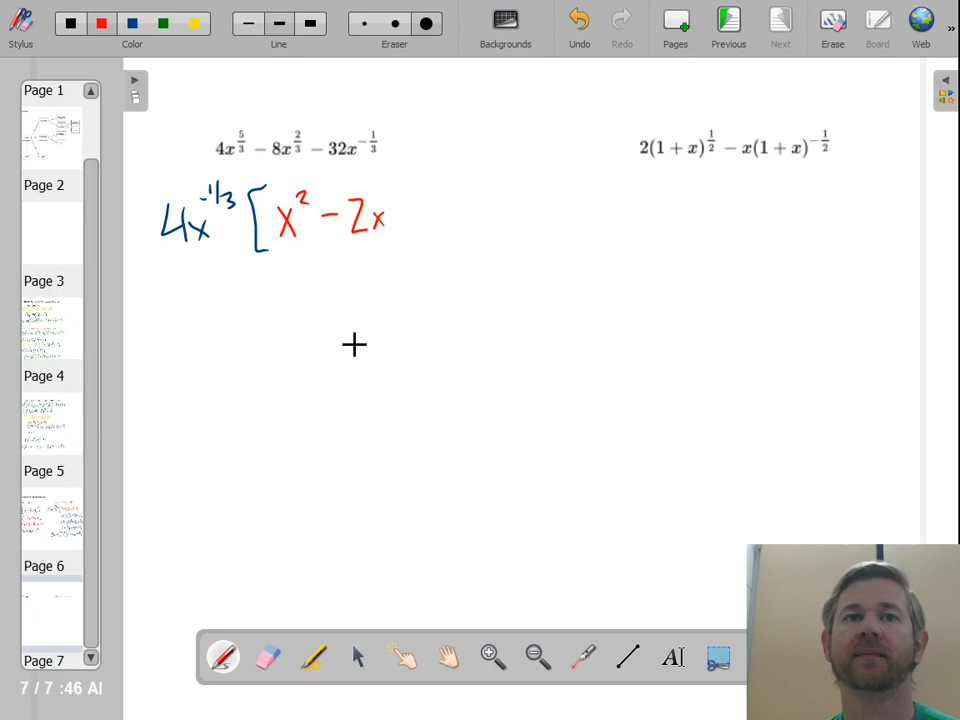 Stylus
Color
Line
Eraser
Backgrounds
Undo
Redo
Pages
Previous
Next
Erase
Board
Web
»
Page 1
Page 2
Page 3
Page 4
Page 5
Page 6
Page 7
4x^{5/3} − 8x^{2/3} − 32x^{−1/3}
2(1 + x)^{1/2} − x(1 + x)^{−1/2}
4x^{-1/3} [ x^2 - 2x
7 / 7 :46 AI